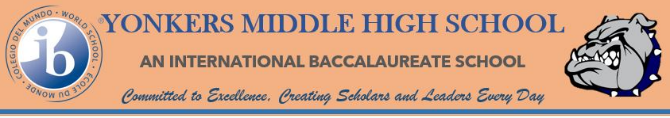 COLEGIO DEL MUNDO · WORLD SCHOOL · ÉCOLE DU MONDE ·
ib
YONKERS MIDDLE HIGH SCHOOL
AN INTERNATIONAL BACCALAUREATE SCHOOL
Committed to Excellence, Creating Scholars and Leaders Every Day